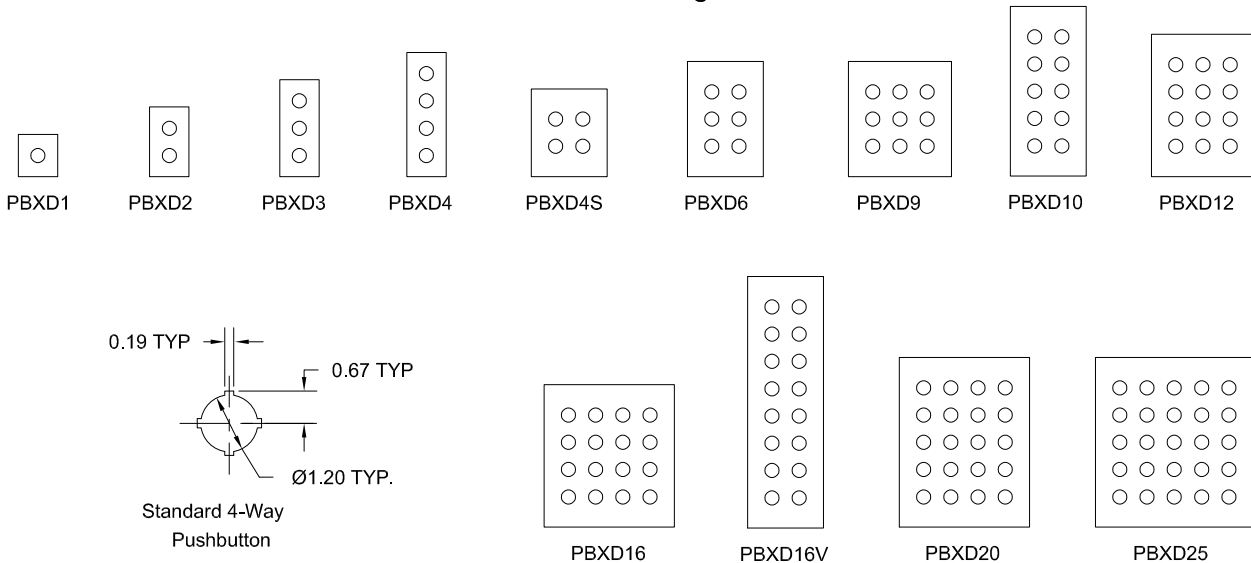 g
PBXD1
PBXD2
PBXD3
PBXD4
PBXD4S
PBXD6
PBXD9
PBXD10
PBXD12
0.19 TYP
0.67 TYP
Ø1.20 TYP.
Standard 4-Way
Pushbutton
PBXD16
PBXD16V
PBXD20
PBXD25